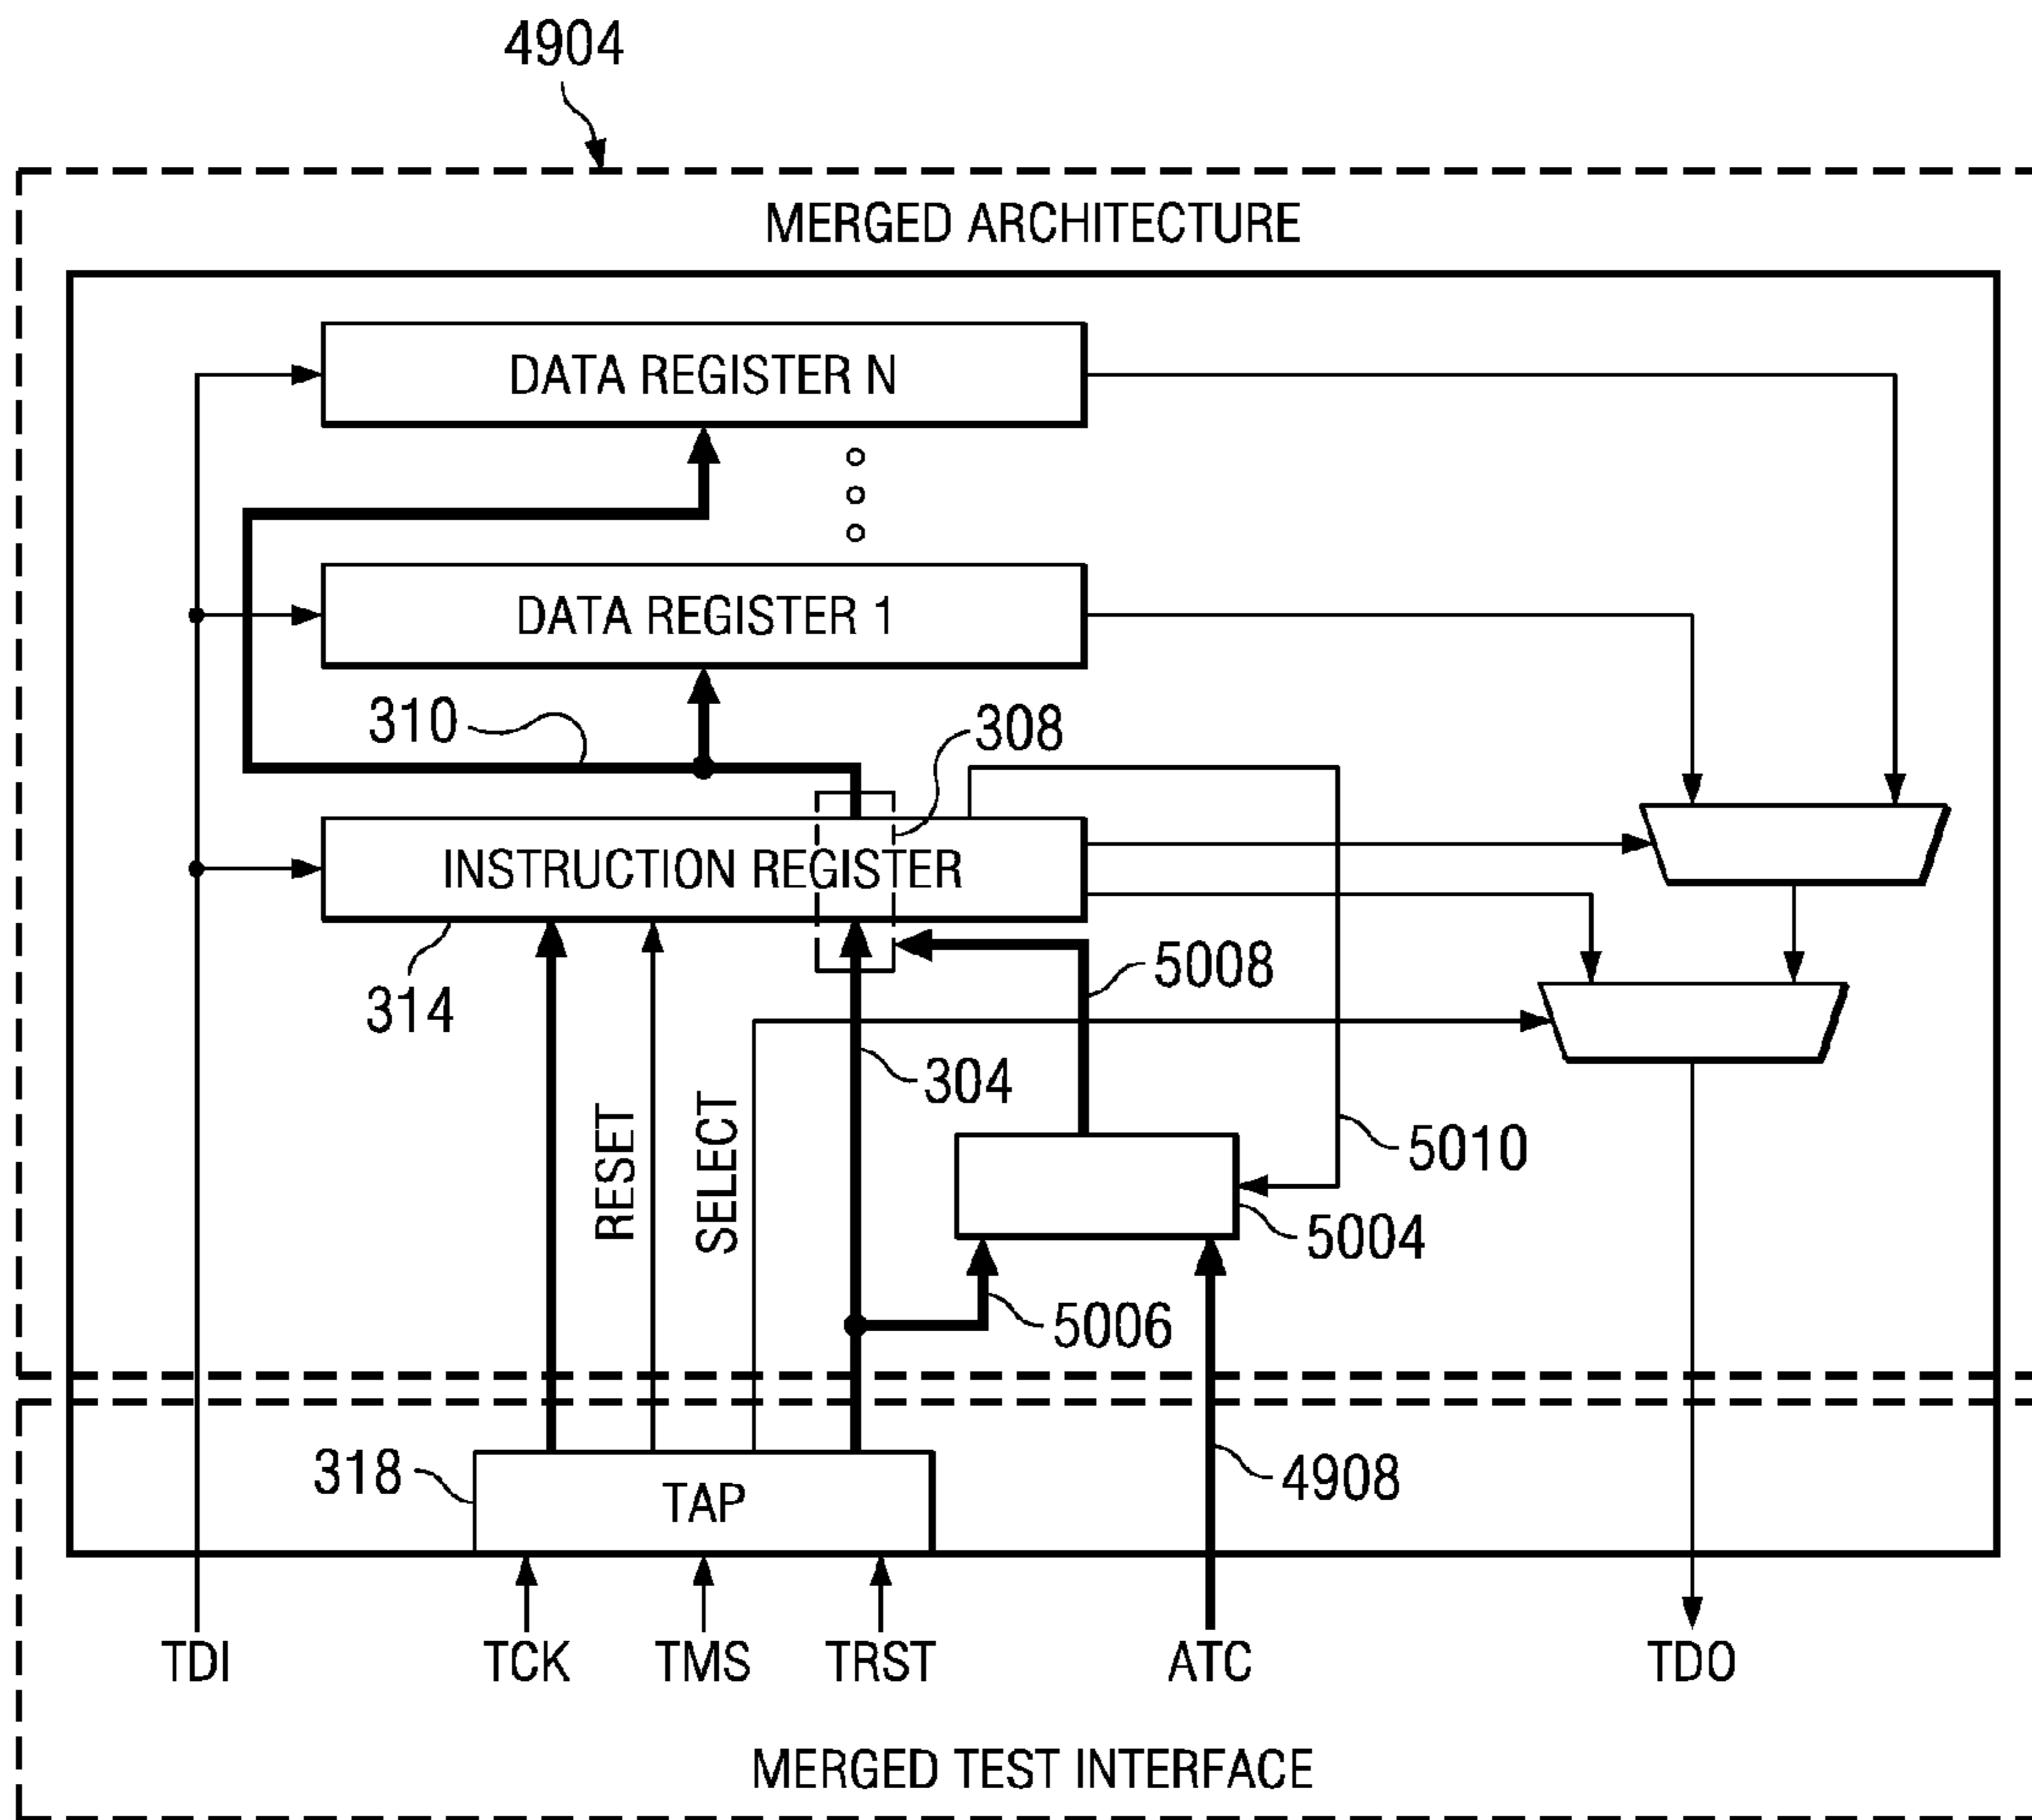 4904
MERGED ARCHITECTURE
DATA REGISTER N
DATA REGISTER 1
310
308
INSTRUCTION REGISTER
314
5008
304
RESET
SELECT
5010
5004
5006
318
TAP
4908
TDI
TCK
TMS
TRST
ATC
TDO
MERGED TEST INTERFACE